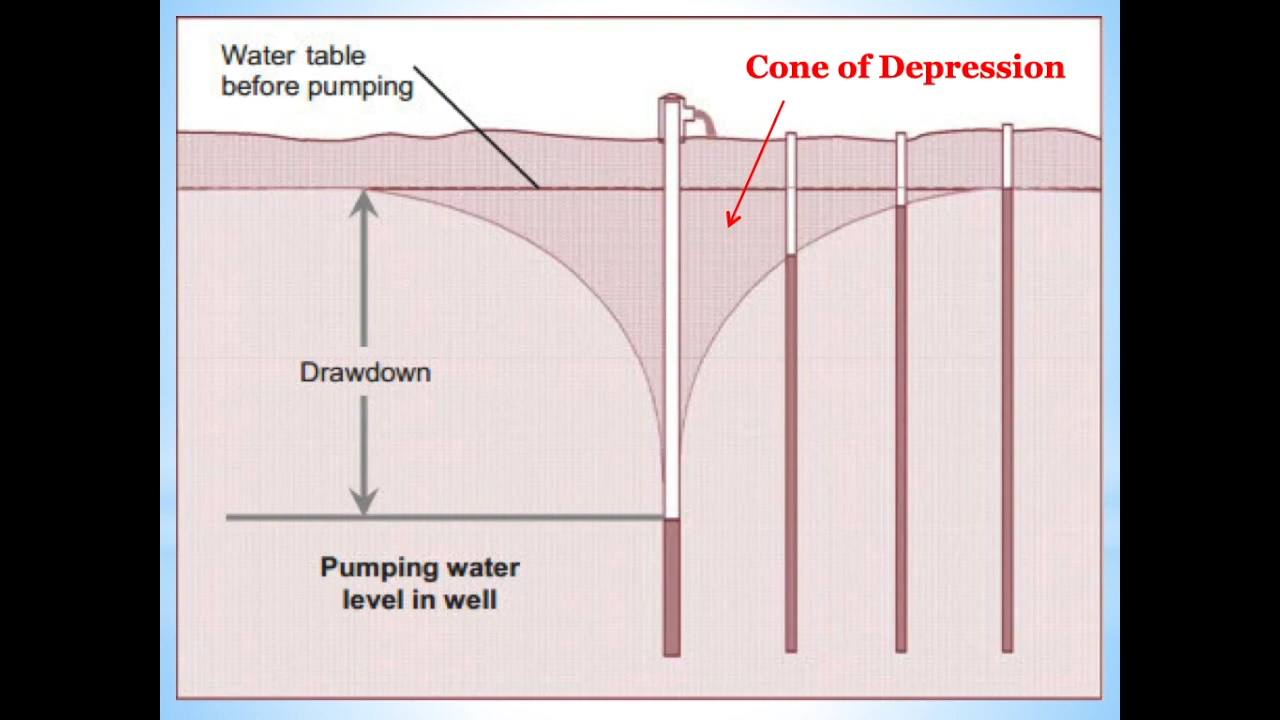 Water table
before pumping
Cone of Depression
Drawdown
Pumping water
level in well